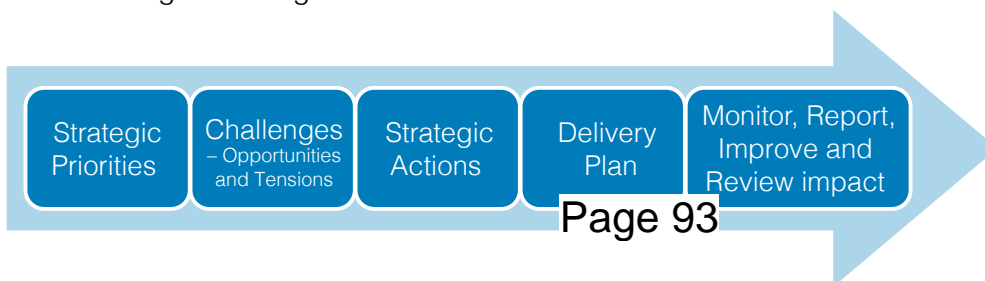 Strategic
Priorities
Challenges
– Opportunities
and Tensions
Strategic
Actions
Delivery
Plan
Monitor, Report,
Improve and
Review impact
Page 93